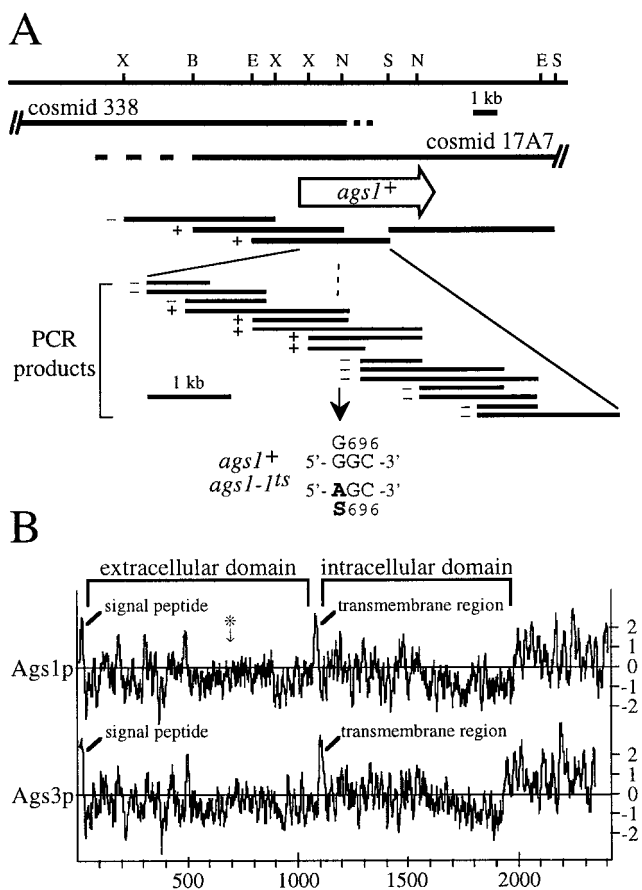 A
X B E X X N S N E S
cosmid 338
1 kb
cosmid 17A7
ags1+
−
+
+
−
−
−
+
+
+
+
+
−
−
−
−
−
−
−
PCR
products
1 kb
G696
ags1+ 5'- GGC -3'
ags1-1ts 5'- AGC -3'
S696
B
extracellular domain intracellular domain
signal peptide * transmembrane region
Ags1p
2
1
0
-1
-2
signal peptide transmembrane region
Ags3p
2
1
0
-1
-2
500 1000 1500 2000